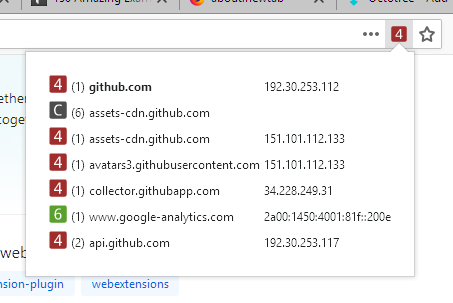 150 Amazing Exam
about:newtab
Octotree - Add
4
4 (1) github.com 192.30.253.112
C (6) assets-cdn.github.com
4 (1) assets-cdn.github.com 151.101.112.133
4 (1) avatars3.githubusercontent.com 151.101.112.133
4 (1) collector.githubapp.com 34.228.249.31
6 (1) www.google-analytics.com 2a00:1450:4001:81f::200e
4 (2) api.github.com 192.30.253.117
ether
toge
web
nsion-plugin webextensions